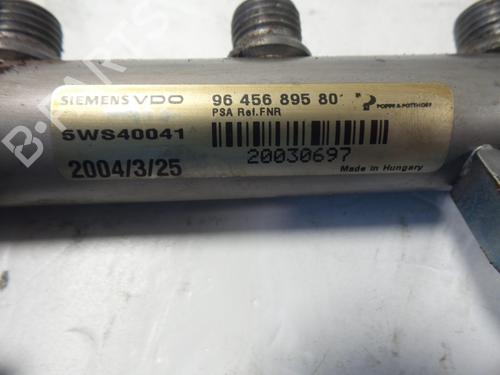 SIEMENS VDO 96 456 895 80 POPPE & POTTHOFF
PSA Rel.FNR
5WS40041
2004/3/25 20030697
Made in Hungary
B-PARTS